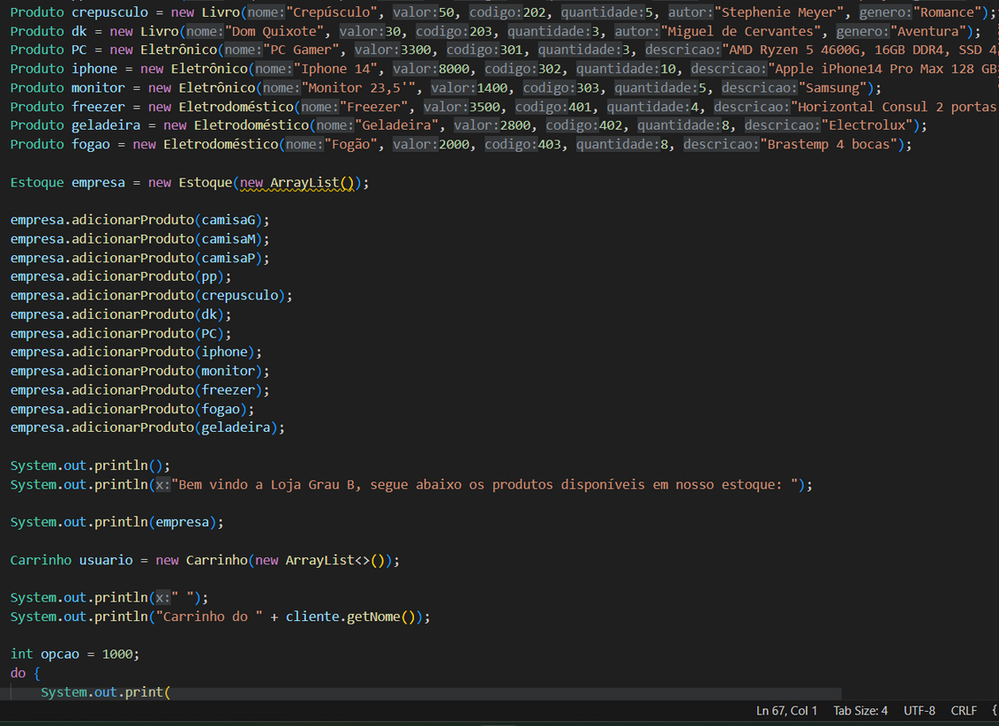 Produto crepusculo = new Livro(nome:"Crepúsculo", valor:50, codigo:202, quantidade:5, autor:"Stephenie Meyer", genero:"Romance");
Produto dk = new Livro(nome:"Dom Quixote", valor:30, codigo:203, quantidade:3, autor:"Miguel de Cervantes", genero:"Aventura");
Produto PC = new Eletrônico(nome:"PC Gamer", valor:3300, codigo:301, quantidade:3, descricao:"AMD Ryzen 5 4600G, 16GB DDR4, SSD 4
Produto iphone = new Eletrônico(nome:"Iphone 14", valor:8000, codigo:302, quantidade:10, descricao:"Apple iPhone14 Pro Max 128 GB
Produto monitor = new Eletrônico(nome:"Monitor 23,5'", valor:1400, codigo:303, quantidade:5, descricao:"Samsung");
Produto freezer = new Eletrodoméstico(nome:"Freezer", valor:3500, codigo:401, quantidade:4, descricao:"Horizontal Consul 2 portas
Produto geladeira = new Eletrodoméstico(nome:"Geladeira", valor:2800, codigo:402, quantidade:8, descricao:"Electrolux");
Produto fogao = new Eletrodoméstico(nome:"Fogão", valor:2000, codigo:403, quantidade:8, descricao:"Brastemp 4 bocas");
Estoque empresa = new Estoque(new ArrayList());
empresa.adicionarProduto(camisaG);
empresa.adicionarProduto(camisaM);
empresa.adicionarProduto(camisaP);
empresa.adicionarProduto(pp);
empresa.adicionarProduto(crepusculo);
empresa.adicionarProduto(dk);
empresa.adicionarProduto(PC);
empresa.adicionarProduto(iphone);
empresa.adicionarProduto(monitor);
empresa.adicionarProduto(freezer);
empresa.adicionarProduto(fogao);
empresa.adicionarProduto(geladeira);
System.out.println();
System.out.println(x:"Bem vindo a Loja Grau B, segue abaixo os produtos disponíveis em nosso estoque: ");
System.out.println(empresa);
Carrinho usuario = new Carrinho(new ArrayList<>());
System.out.println(x:" ");
System.out.println("Carrinho do " + cliente.getNome());
int opcao = 1000;
do {
System.out.print(
Ln 67, Col 1 Tab Size: 4 UTF-8 CRLF {